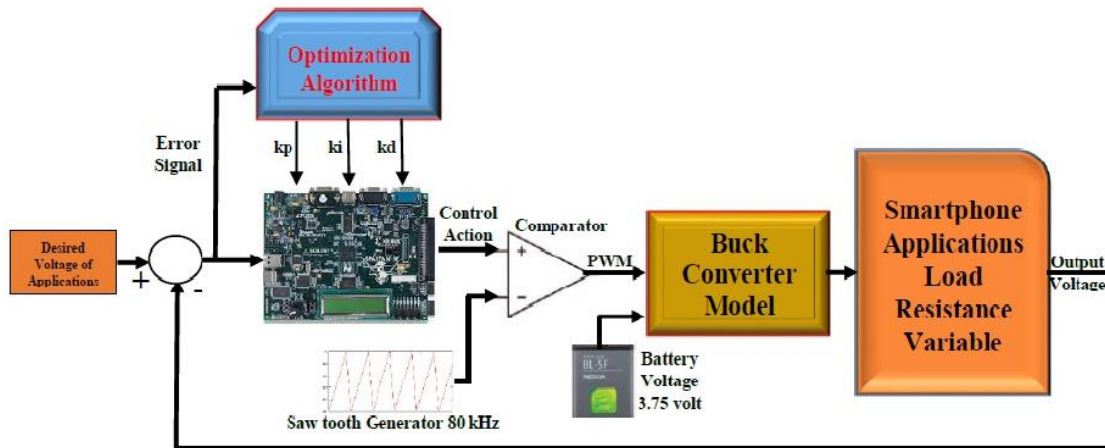 Optimization
Algorithm
Error
Signal
kp
ki
kd
Desired
Voltage of
Applications
+
-
Control
Action
Comparator
+
-
PWM
Buck
Converter
Model
Smartphone
Applications
Load
Resistance
Variable
Output
Voltage
BL-5F
NOKIA
Battery
Voltage
3.75 volt
Saw tooth Generator 80 kHz